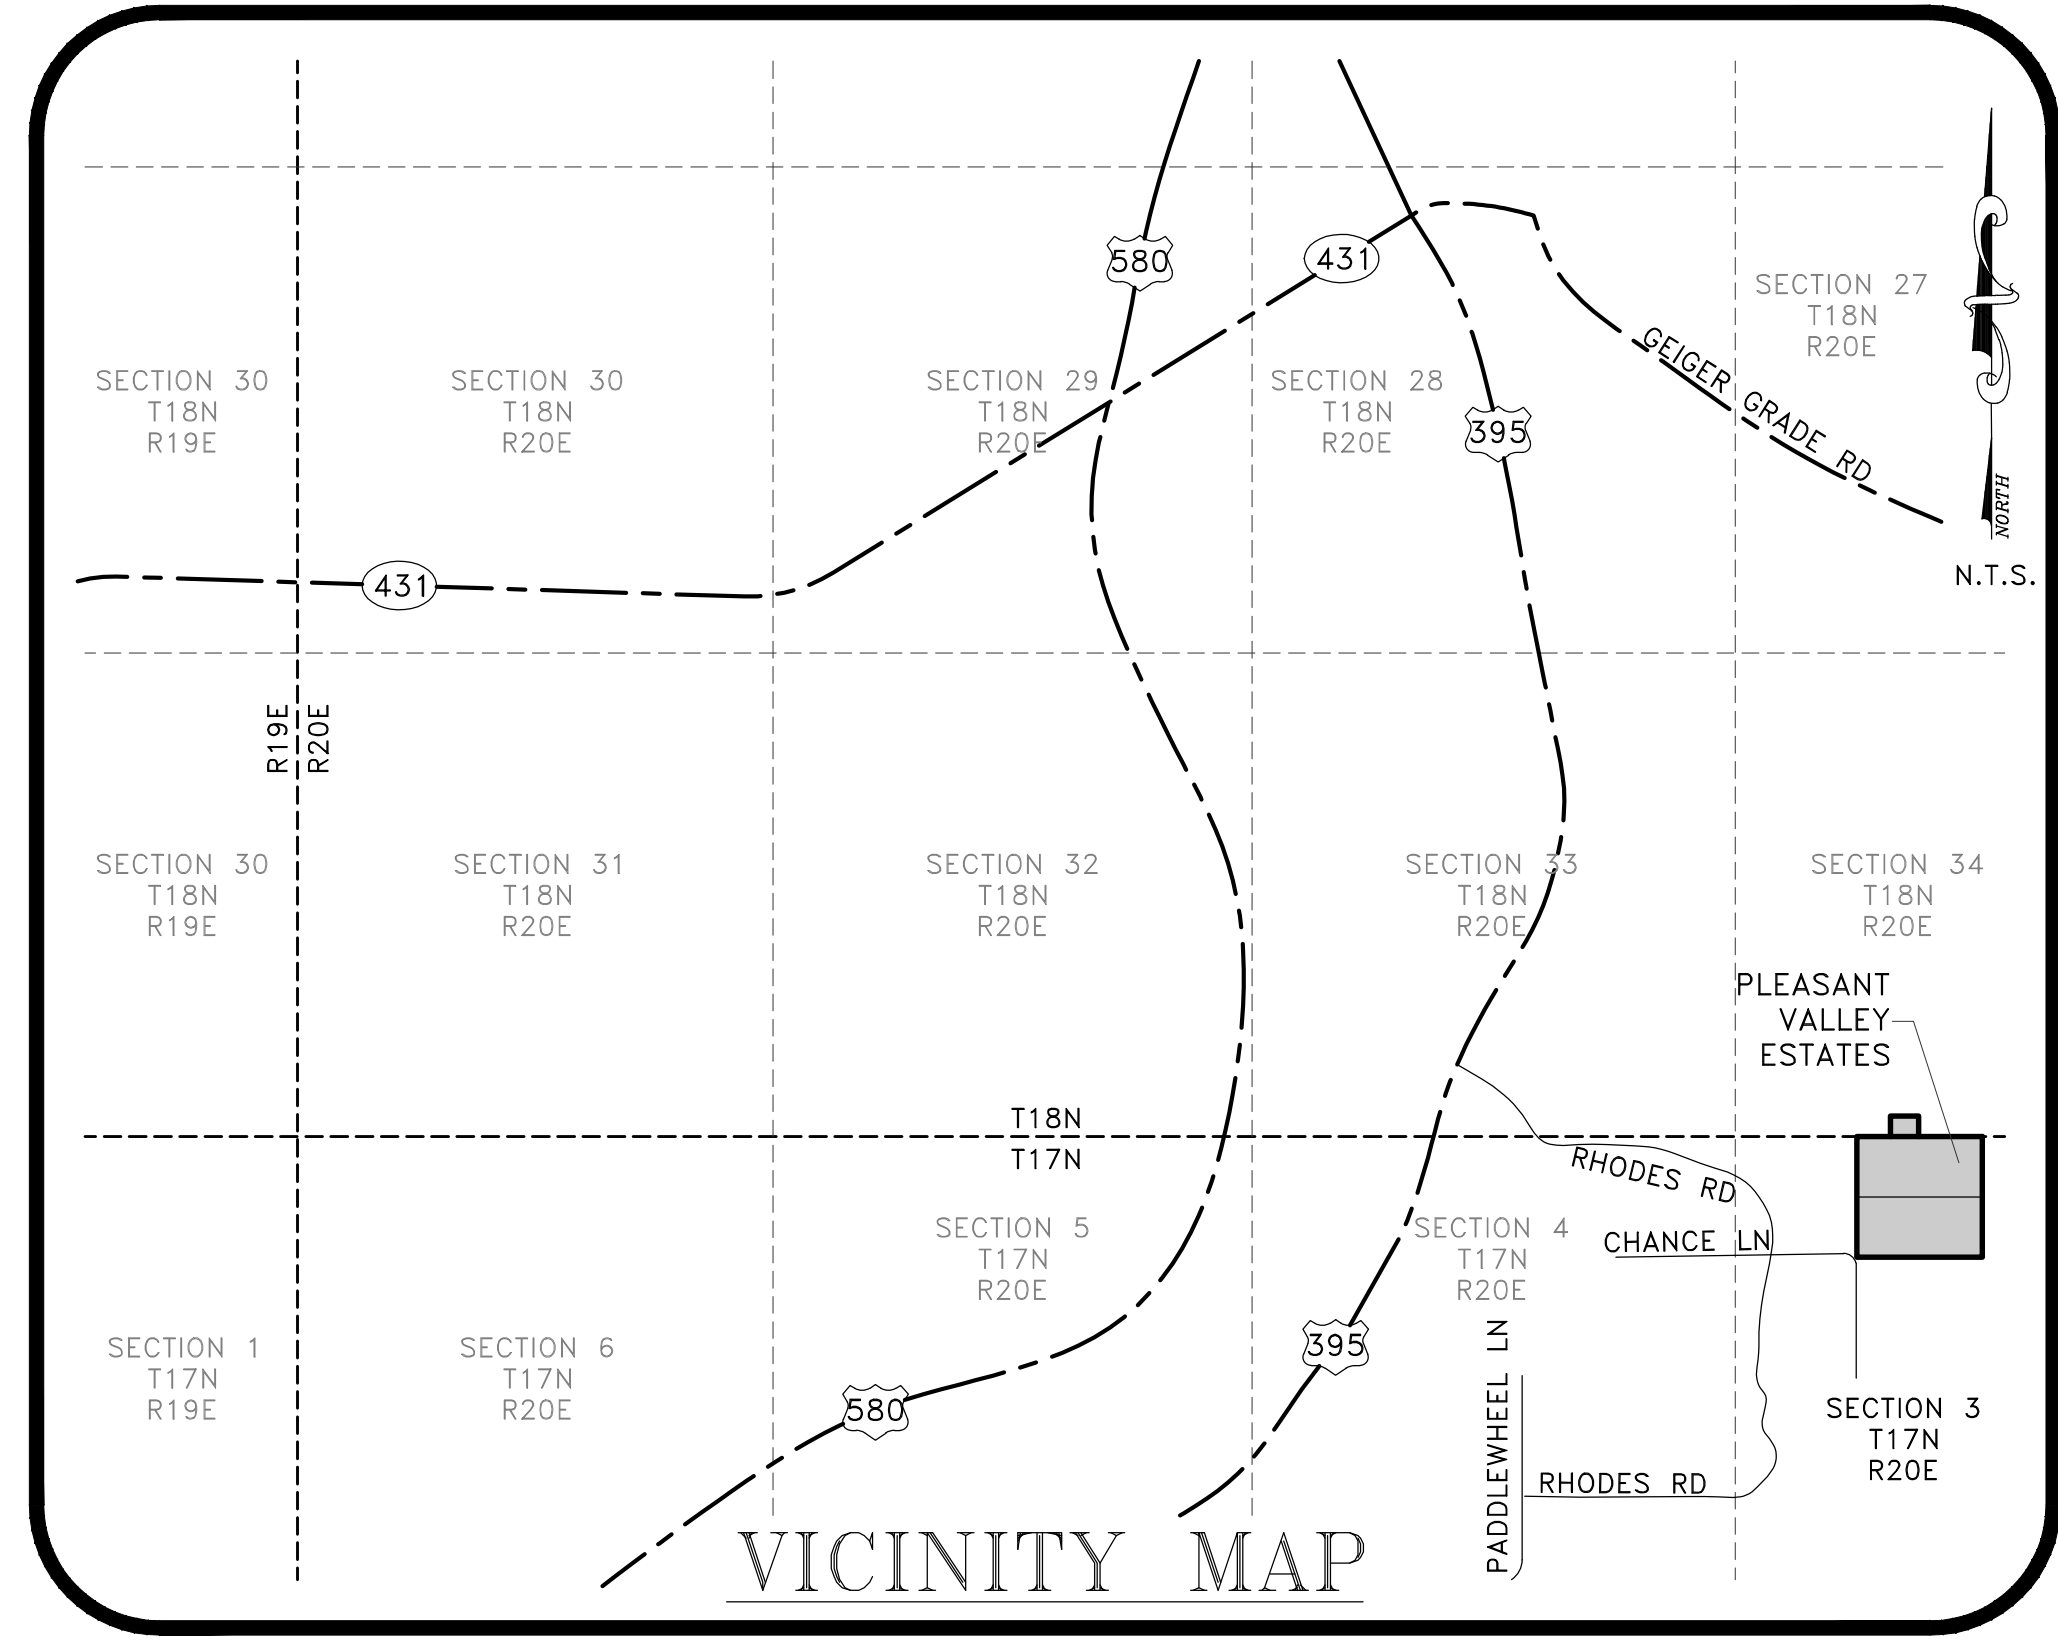 580
431
SECTION 27
T18N
R20E
GEIGER GRADE RD
SECTION 30
T18N
R19E
SECTION 30
T18N
R20E
SECTION 29
T18N
R20E
SECTION 28
T18N
R20E
395
NORTH
N.T.S.
431
R19E
R20E
SECTION 30
T18N
R19E
SECTION 31
T18N
R20E
SECTION 32
T18N
R20E
SECTION 33
T18N
R20E
SECTION 34
T18N
R20E
PLEASANT
VALLEY
ESTATES
T18N
T17N
RHODES RD
SECTION 5
T17N
R20E
SECTION 4
T17N
R20E
CHANCE LN
SECTION 1
T17N
R19E
SECTION 6
T17N
R20E
580
395
PADDLEWHEEL LN
RHODES RD
SECTION 3
T17N
R20E
VICINITY MAP